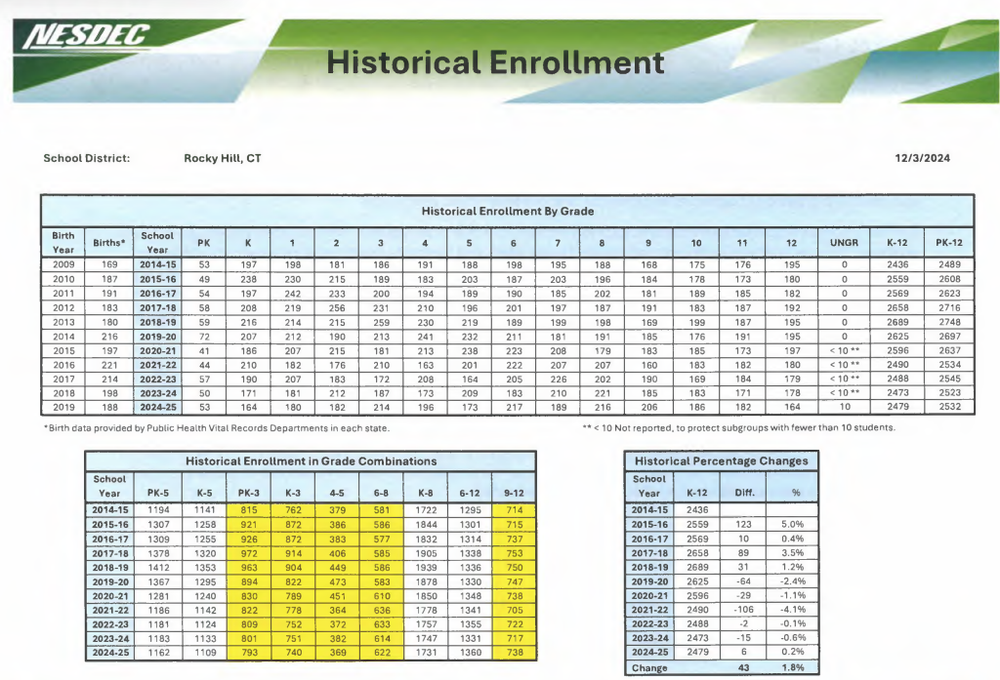 NESDEC
Historical Enrollment
School District: Rocky Hill, CT 12/3/2024
Historical Enrollment By Grade
Birth Year Births* School Year PK K 1 2 3 4 5 6 7 8 9 10 11 12 UNGR K-12 PK-12
2009 169 2014-15 53 197 198 181 186 191 188 198 195 188 168 175 176 195 0 2436 2489
2010 187 2015-16 49 238 230 215 189 183 203 187 203 196 184 178 173 180 0 2559 2608
2011 191 2016-17 54 197 242 233 200 194 189 190 185 202 181 189 185 182 0 2569 2623
2012 183 2017-18 58 208 219 256 231 210 196 201 197 187 191 183 187 192 0 2658 2716
2013 180 2018-19 59 216 214 215 259 230 219 189 199 198 169 199 187 195 0 2689 2748
2014 216 2019-20 72 207 212 190 213 241 232 211 181 191 185 176 191 195 0 2625 2697
2015 197 2020-21 41 186 207 215 181 213 238 223 208 179 183 185 173 197 < 10 ** 2596 2637
2016 221 2021-22 44 210 182 176 210 163 201 222 207 207 160 183 182 180 < 10 ** 2490 2534
2017 214 2022-23 57 190 207 183 172 208 164 205 226 202 190 169 184 179 < 10 ** 2488 2545
2018 198 2023-24 50 171 181 212 187 173 209 183 210 221 185 183 171 178 < 10 ** 2473 2523
2019 188 2024-25 53 164 180 182 214 196 173 217 189 216 206 186 182 164 10 2479 2532
*Birth data provided by Public Health Vital Records Departments in each state. ** < 10 Not reported, to protect subgroups with fewer than 10 students.
Historical Enrollment in Grade Combinations
School Year PK-5 K-5 PK-3 K-3 4-5 6-8 K-8 6-12 9-12
2014-15 1194 1141 815 762 379 581 1722 1295 714
2015-16 1307 1258 921 872 386 586 1844 1301 715
2016-17 1309 1255 926 872 383 577 1832 1314 737
2017-18 1378 1320 972 914 406 585 1905 1338 753
2018-19 1412 1353 963 904 449 586 1939 1336 750
2019-20 1367 1295 894 822 473 583 1878 1330 747
2020-21 1281 1240 830 789 451 610 1850 1348 738
2021-22 1186 1142 822 778 364 636 1778 1341 705
2022-23 1181 1124 809 752 372 633 1757 1355 722
2023-24 1183 1133 801 751 382 614 1747 1331 717
2024-25 1162 1109 793 740 369 622 1731 1360 738
Historical Percentage Changes
School Year K-12 Diff. %
2014-15 2436
2015-16 2559 123 5.0%
2016-17 2569 10 0.4%
2017-18 2658 89 3.5%
2018-19 2689 31 1.2%
2019-20 2625 -64 -2.4%
2020-21 2596 -29 -1.1%
2021-22 2490 -106 -4.1%
2022-23 2488 -2 -0.1%
2023-24 2473 -15 -0.6%
2024-25 2479 6 0.2%
Change 43 1.8%